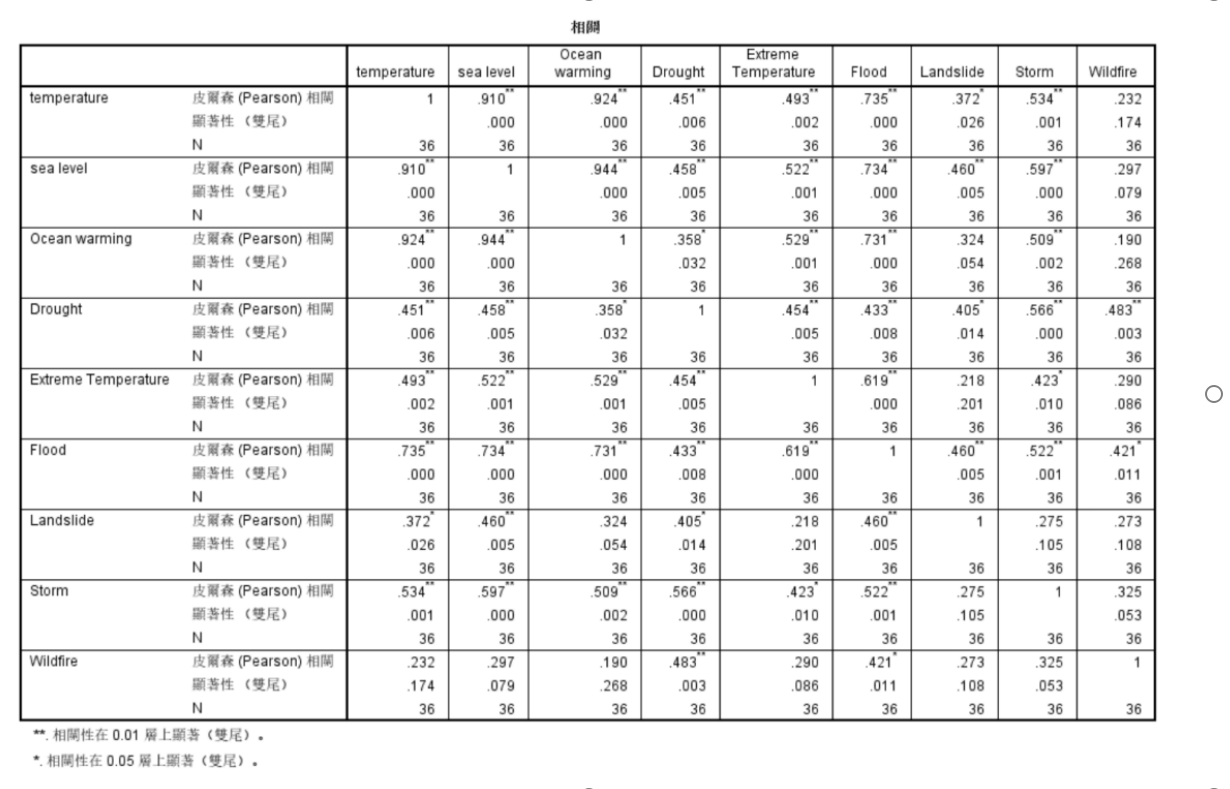 相關
temperature sea level Ocean warming Drought Extreme Temperature Flood Landslide Storm Wildfire
temperature 皮爾森 (Pearson) 相關 1 .910** .924** .451** .493** .735** .372* .534** .232
顯著性 （雙尾） .000 .000 .006 .002 .000 .026 .001 .174
N 36 36 36 36 36 36 36 36 36
sea level 皮爾森 (Pearson) 相關 .910** 1 .944** .458** .522** .734** .460** .597** .297
顯著性 （雙尾） .000 .000 .005 .001 .000 .005 .000 .079
N 36 36 36 36 36 36 36 36 36
Ocean warming 皮爾森 (Pearson) 相關 .924** .944** 1 .358* .529** .731** .324 .509** .190
顯著性 （雙尾） .000 .000 .032 .001 .000 .054 .002 .268
N 36 36 36 36 36 36 36 36 36
Drought 皮爾森 (Pearson) 相關 .451** .458** .358* 1 .454** .433** .405* .566** .483**
顯著性 （雙尾） .006 .005 .032 .005 .008 .014 .000 .003
N 36 36 36 36 36 36 36 36 36
Extreme Temperature 皮爾森 (Pearson) 相關 .493** .522** .529** .454** 1 .619** .218 .423* .290
顯著性 （雙尾） .002 .001 .001 .005 .000 .201 .010 .086
N 36 36 36 36 36 36 36 36 36
Flood 皮爾森 (Pearson) 相關 .735** .734** .731** .433** .619** 1 .460** .522** .421*
顯著性 （雙尾） .000 .000 .000 .008 .000 .005 .001 .011
N 36 36 36 36 36 36 36 36 36
Landslide 皮爾森 (Pearson) 相關 .372* .460** .324 .405* .218 .460** 1 .275 .273
顯著性 （雙尾） .026 .005 .054 .014 .201 .005 .105 .108
N 36 36 36 36 36 36 36 36 36
Storm 皮爾森 (Pearson) 相關 .534** .597** .509** .566** .423* .522** .275 1 .325
顯著性 （雙尾） .001 .000 .002 .000 .010 .001 .105 .053
N 36 36 36 36 36 36 36 36 36
Wildfire 皮爾森 (Pearson) 相關 .232 .297 .190 .483** .290 .421* .273 .325 1
顯著性 （雙尾） .174 .079 .268 .003 .086 .011 .108 .053
N 36 36 36 36 36 36 36 36 36
**. 相關性在 0.01 層上顯著（雙尾）。
*. 相關性在 0.05 層上顯著（雙尾）。